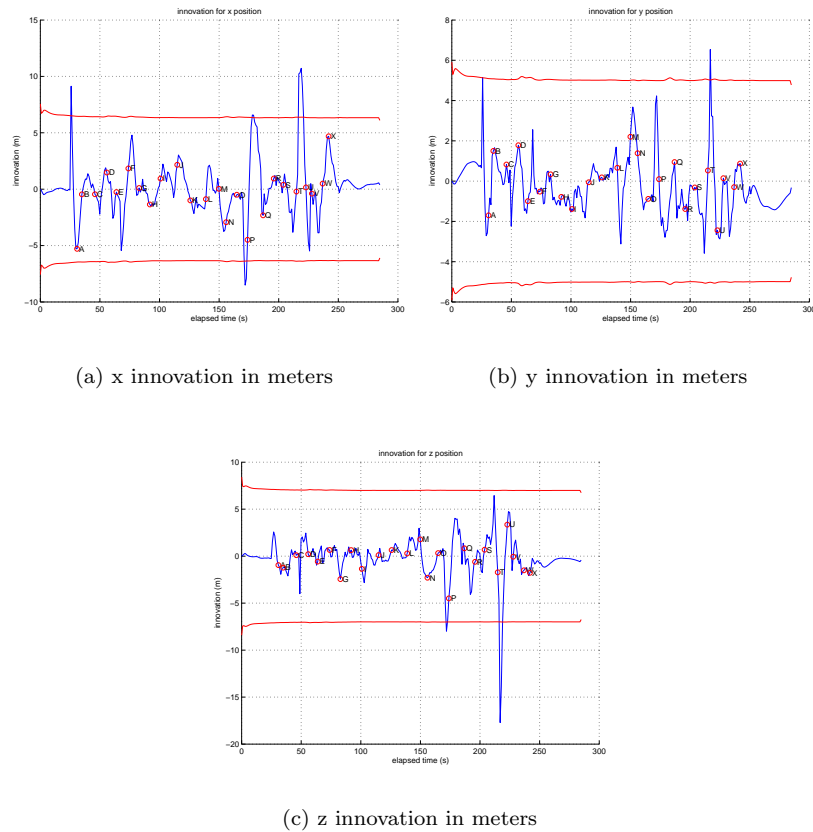 innovation for x position
15
10
5
0
−5
−10
innovation (m)
A B C D E F G H I J K L M N O P Q R S T U V W X
0 50 100 150 200 250 300
elapsed time (s)
(a) x innovation in meters
innovation for y position
8
6
4
2
0
−2
−4
−6
innovation (m)
A B C D E F G H I J K L M N O P Q R S T U V W X
0 50 100 150 200 250 300
elapsed time (s)
(b) y innovation in meters
innovation for z position
10
5
0
−5
−10
−15
−20
innovation (m)
A B C D E F G H I J K L M N O P Q R S T U V W X
0 50 100 150 200 250 300
elapsed time (s)
(c) z innovation in meters